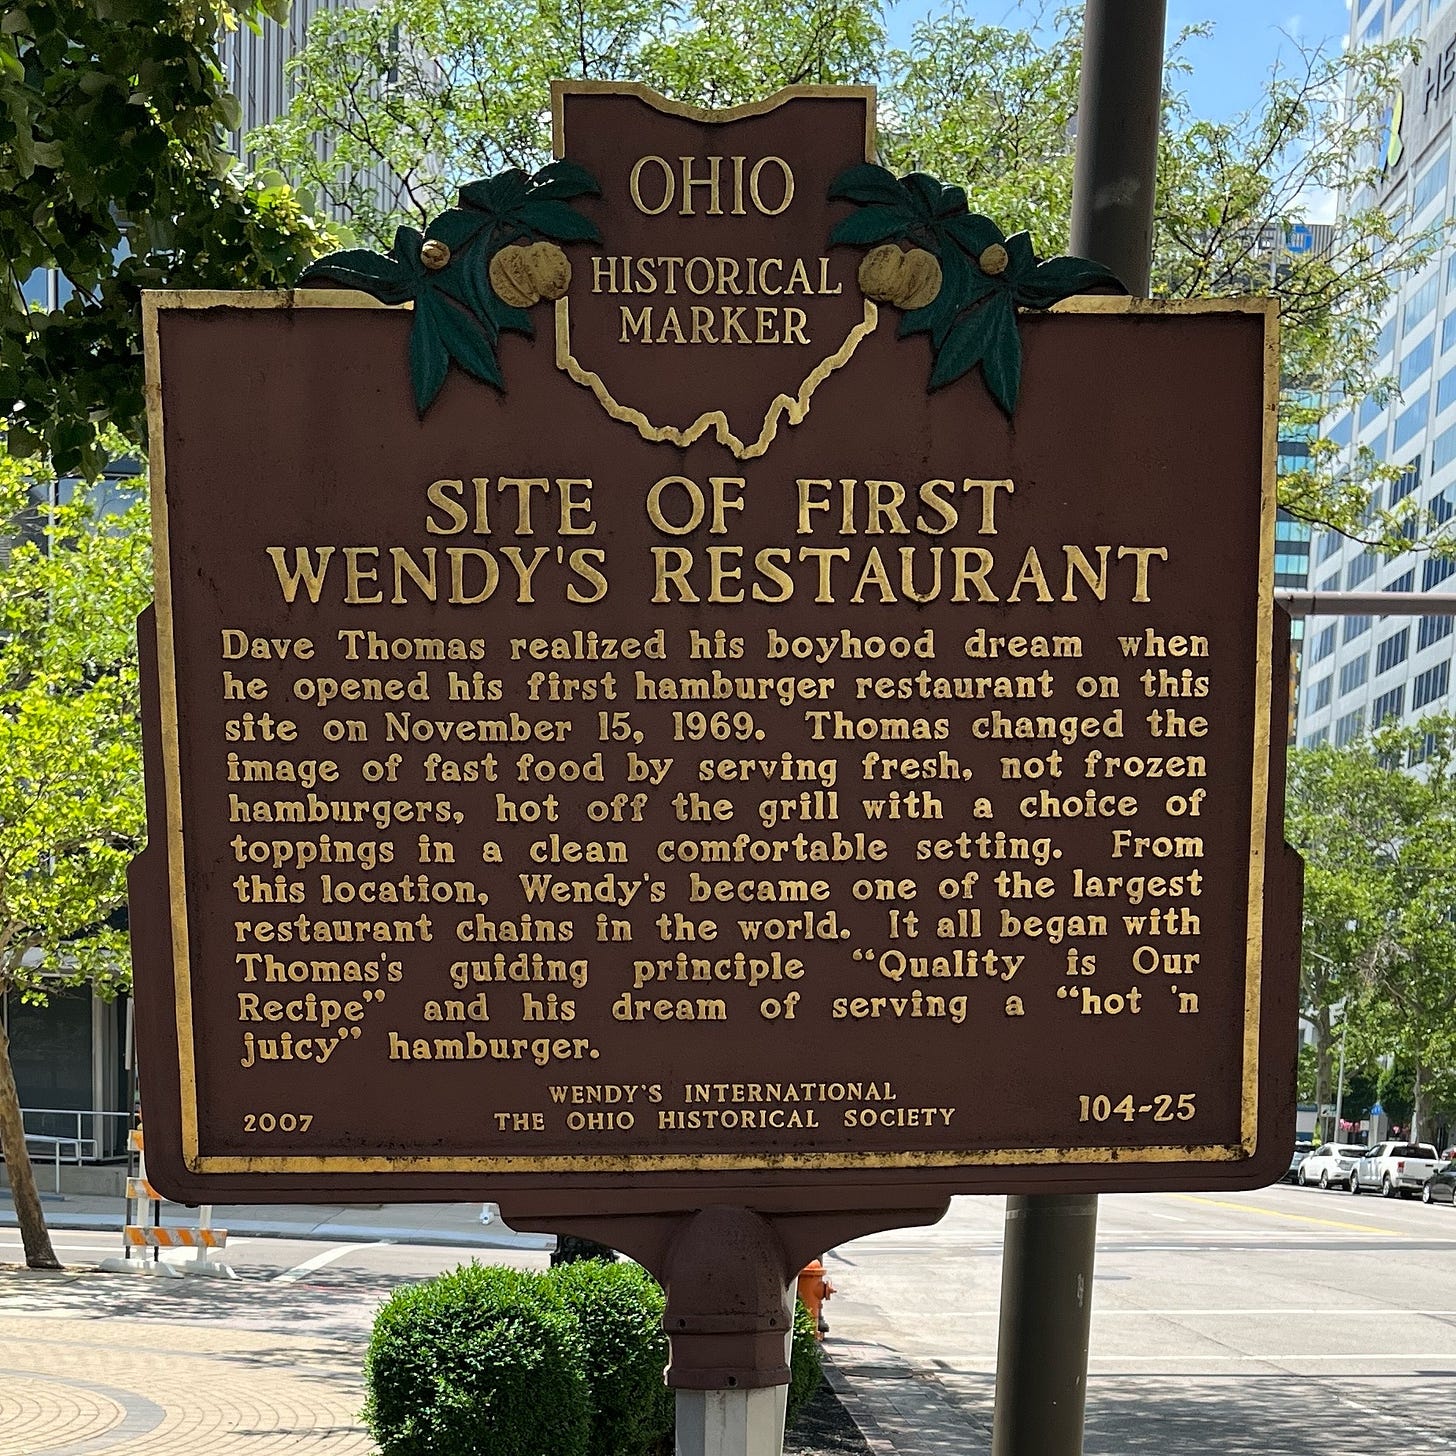 OHIO
HISTORICAL
MARKER
SITE OF FIRST
WENDY'S RESTAURANT
Dave Thomas realized his boyhood dream when
he opened his first hamburger restaurant on this
site on November 15, 1969. Thomas changed the
image of fast food by serving fresh, not frozen
hamburgers, hot off the grill with a choice of
toppings in a clean comfortable setting. From
this location, Wendy's became one of the largest
restaurant chains in the world. It all began with
Thomas's guiding principle “Quality is Our
Recipe” and his dream of serving a “hot 'n
juicy” hamburger.
WENDY'S INTERNATIONAL
2007 THE OHIO HISTORICAL SOCIETY 104-25